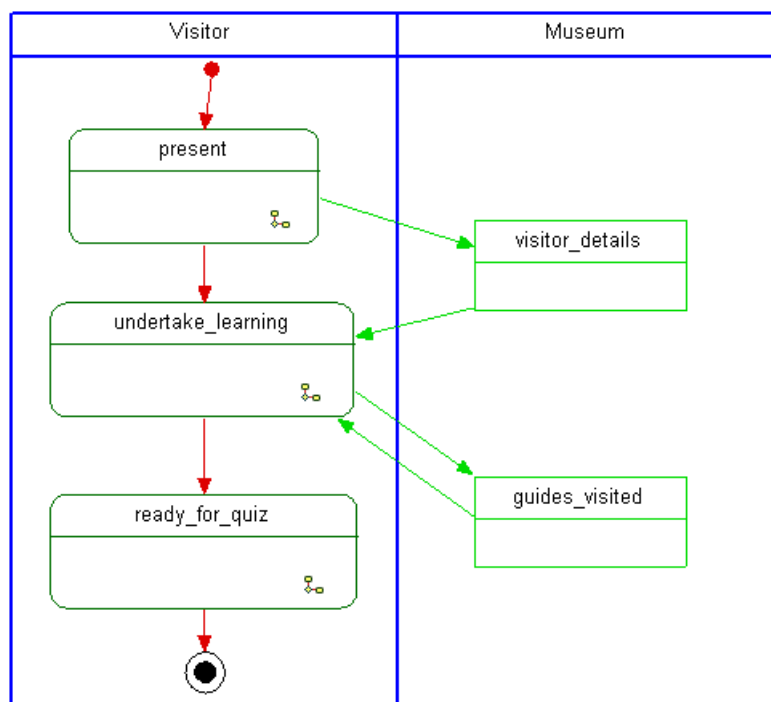 Visitor
Museum
present
visitor_details
undertake_learning
guides_visited
ready_for_quiz